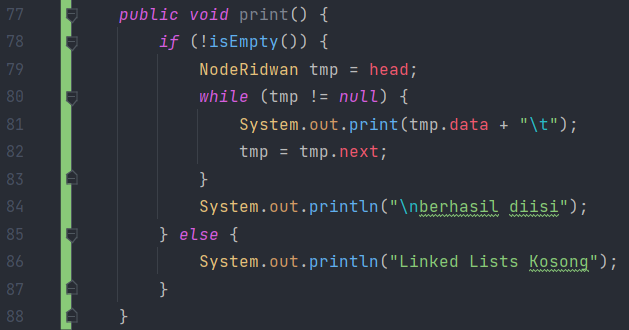 77 public void print() {
78 if (!isEmpty()) {
79 NodeRidwan tmp = head;
80 while (tmp != null) {
81 System.out.print(tmp.data + "\t");
82 tmp = tmp.next;
83 }
84 System.out.println("\nberhasil diisi");
85 } else {
86 System.out.println("Linked Lists Kosong");
87 }
88 }